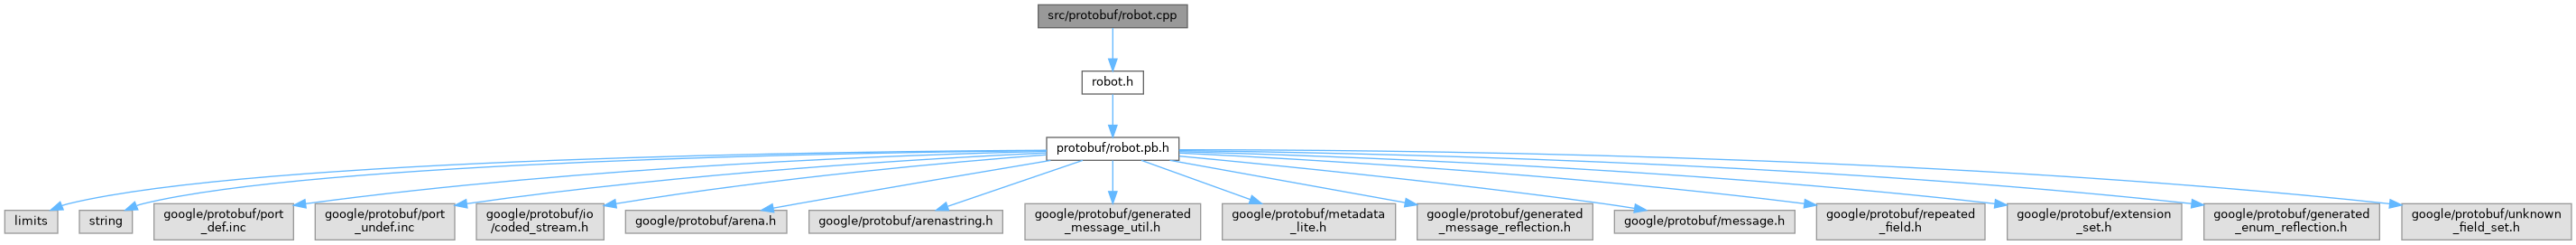 src/protobuf/robot.cpp
robot.h
protobuf/robot.pb.h
limits
string
google/protobuf/port
_def.inc
google/protobuf/port
_undef.inc
google/protobuf/io
/coded_stream.h
google/protobuf/arena.h
google/protobuf/arenastring.h
google/protobuf/generated
_message_util.h
google/protobuf/metadata
_lite.h
google/protobuf/generated
_message_reflection.h
google/protobuf/message.h
google/protobuf/repeated
_field.h
google/protobuf/extension
_set.h
google/protobuf/generated
_enum_reflection.h
google/protobuf/unknown
_field_set.h